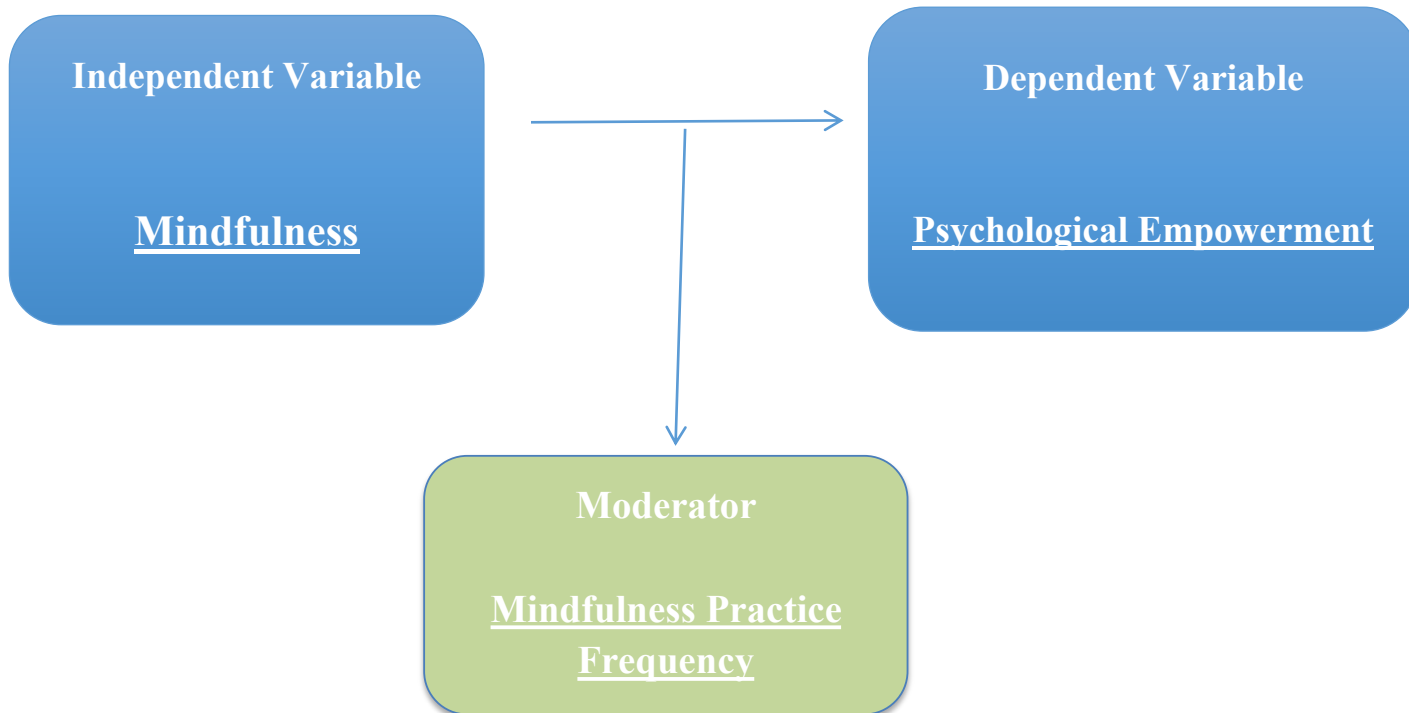 Independent Variable
Mindfulness
Dependent Variable
Psychological Empowerment
Moderator
Mindfulness Practice
Frequency